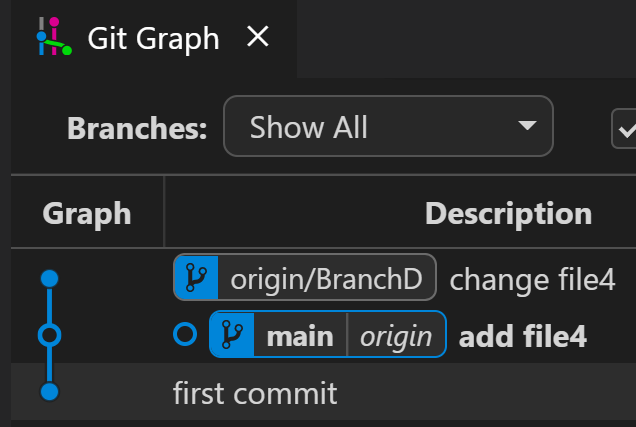 Git Graph
Branches: Show All
Graph Description
origin/BranchD change file4
main origin add file4
first commit